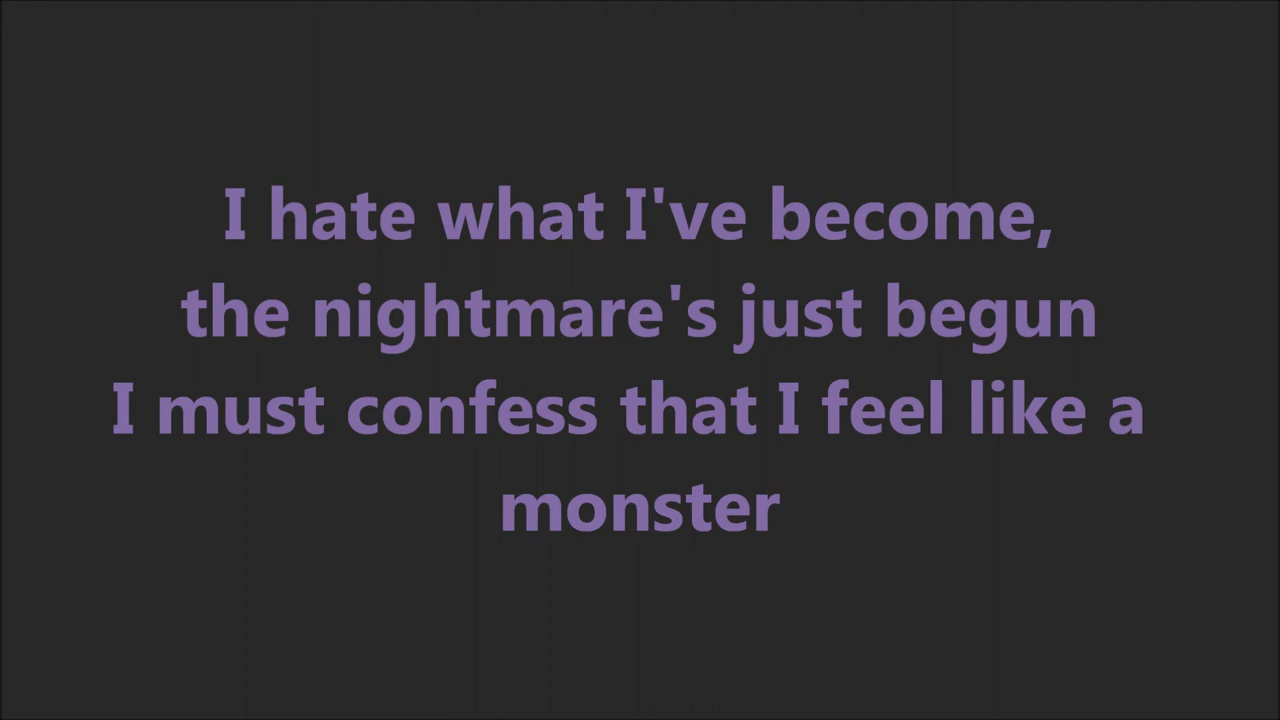 I hate what I've become,
the nightmare's just begun
I must confess that I feel like a
monster